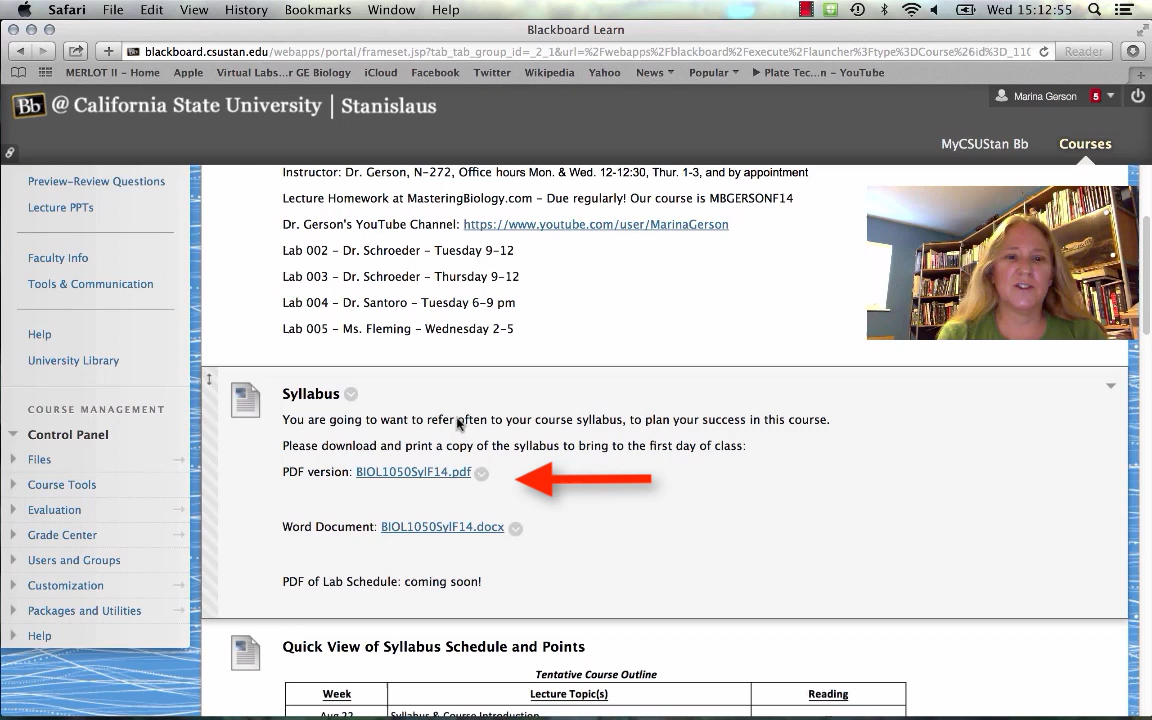 Safari File Edit View History Bookmarks Window Help Wed 15:12:55
Blackboard Learn
blackboard.csustan.edu/webapps/portal/frameset.jsp?tab_tab_group_id=_2_1&url=%2Fwebapps%2Fblackboard%2Fexecute%2Flauncher%3Ftype%3DCourse%26id%3D_110 Reader
MERLOT II - Home Apple Virtual Labs...r GE Biology iCloud Facebook Twitter Wikipedia Yahoo News Popular Plate Tec...n - YouTube
Bb @ California State University | Stanislaus
Marina Gerson 5
MyCSUStan Bb Courses
Preview-Review Questions
Lecture PPTs
Faculty Info
Tools & Communication
Help
University Library
COURSE MANAGEMENT
Control Panel
Files
Course Tools
Evaluation
Grade Center
Users and Groups
Customization
Packages and Utilities
Help
Instructor: Dr. Gerson, N-272, Office hours Mon. & Wed. 12-12:30, Thur. 1-3, and by appointment
Lecture Homework at MasteringBiology.com - Due regularly! Our course is MBGERSONF14
Dr. Gerson's YouTube Channel: https://www.youtube.com/user/MarinaGerson
Lab 002 - Dr. Schroeder - Tuesday 9-12
Lab 003 - Dr. Schroeder - Thursday 9-12
Lab 004 - Dr. Santoro - Tuesday 6-9 pm
Lab 005 - Ms. Fleming - Wednesday 2-5
Syllabus
You are going to want to refer often to your course syllabus, to plan your success in this course.
Please download and print a copy of the syllabus to bring to the first day of class:
PDF version: BIOL1050SylF14.pdf
Word Document: BIOL1050SylF14.docx
PDF of Lab Schedule: coming soon!
Quick View of Syllabus Schedule and Points
Tentative Course Outline
Week Lecture Topic(s) Reading
Aug 22 Syllabus & Course Introduction